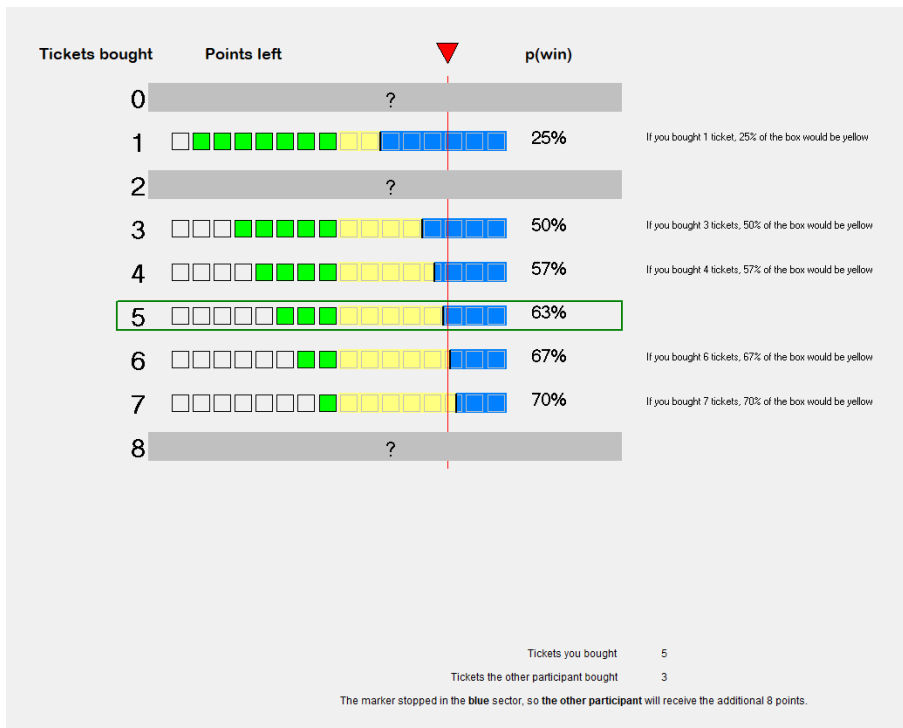 Tickets bought Points left p(win)
0 ?
1 25% If you bought 1 ticket, 25% of the box would be yellow
2 ?
3 50% If you bought 3 tickets, 50% of the box would be yellow
4 57% If you bought 4 tickets, 57% of the box would be yellow
5 63%
6 67% If you bought 6 tickets, 67% of the box would be yellow
7 70% If you bought 7 tickets, 70% of the box would be yellow
8 ?
Tickets you bought 5
Tickets the other participant bought 3
The marker stopped in the blue sector, so the other participant will receive the additional 8 points.